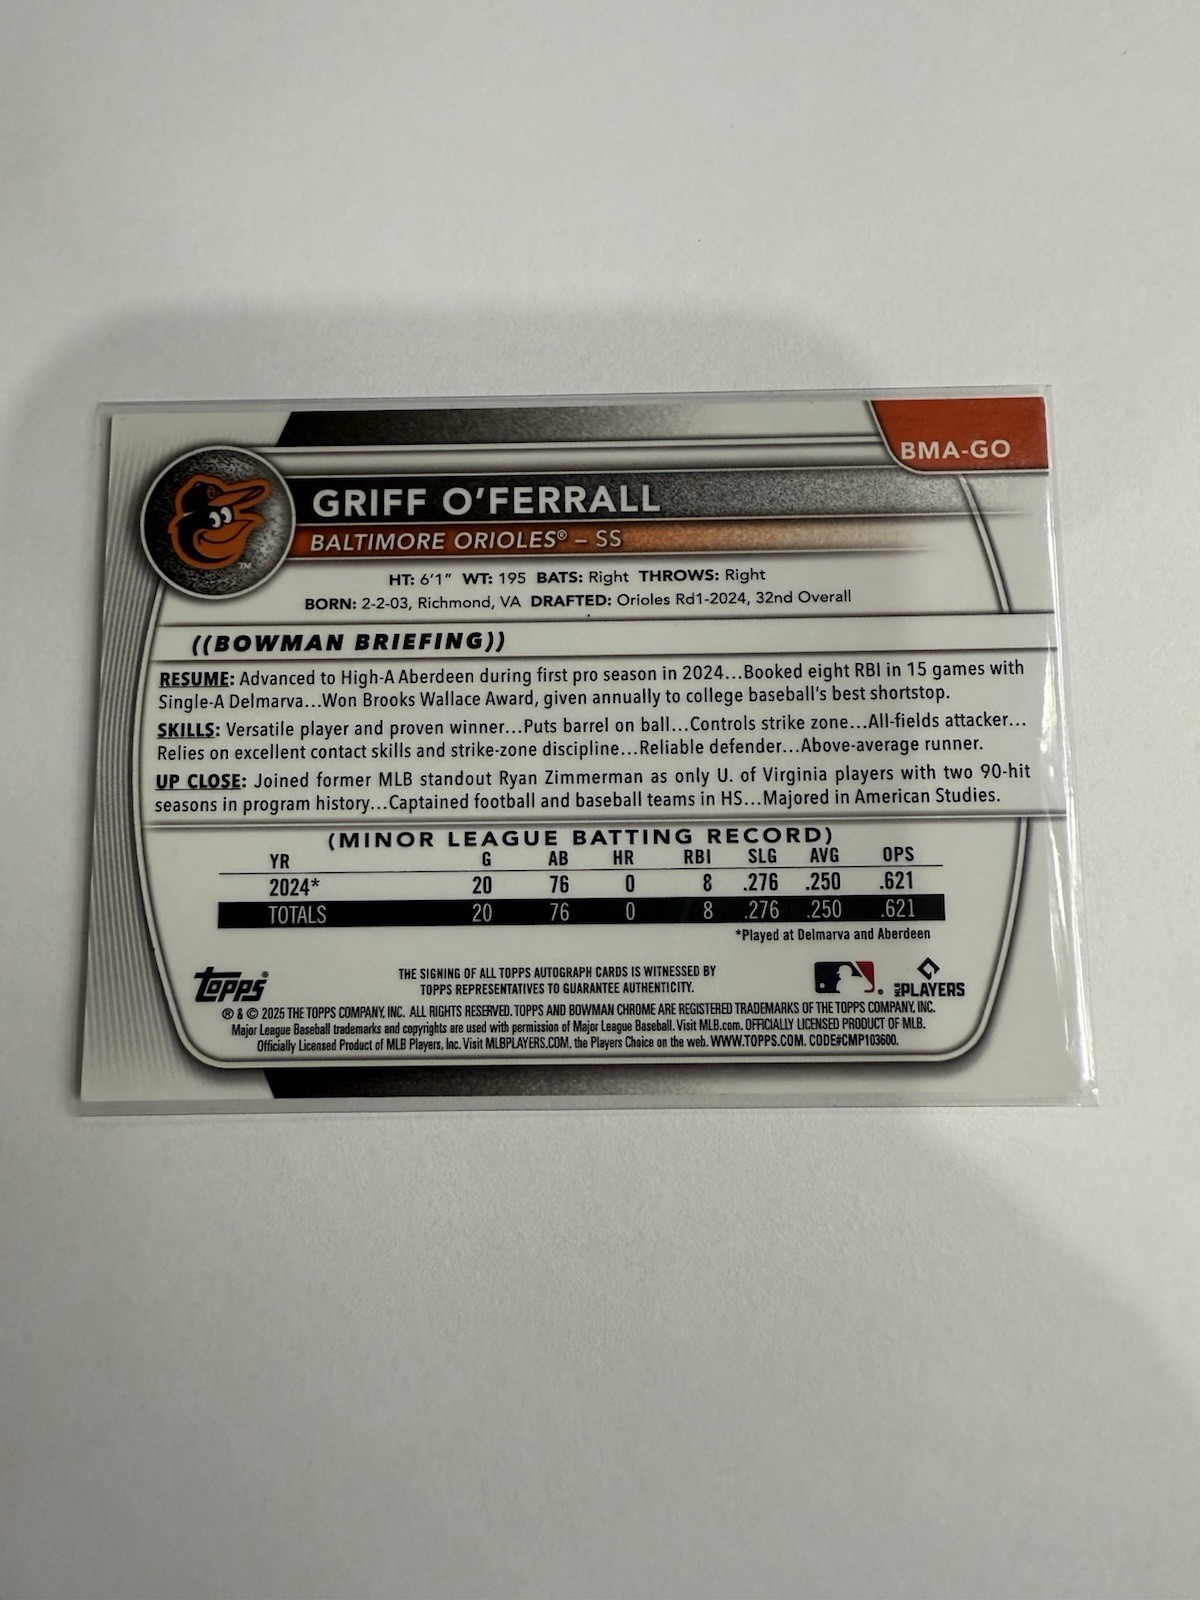 BMA-GO
GRIFF O'FERRALL
BALTIMORE ORIOLES® – SS
HT: 6'1" WT: 195 BATS: Right THROWS: Right
BORN: 2-2-03, Richmond, VA DRAFTED: Orioles Rd1-2024, 32nd Overall
((BOWMAN BRIEFING))
RESUME: Advanced to High-A Aberdeen during first pro season in 2024...Booked eight RBI in 15 games with
Single-A Delmarva...Won Brooks Wallace Award, given annually to college baseball's best shortstop.
SKILLS: Versatile player and proven winner...Puts barrel on ball...Controls strike zone...All-fields attacker...
Relies on excellent contact skills and strike-zone discipline...Reliable defender...Above-average runner.
UP CLOSE: Joined former MLB standout Ryan Zimmerman as only U. of Virginia players with two 90-hit
seasons in program history...Captained football and baseball teams in HS...Majored in American Studies.
(MINOR LEAGUE BATTING RECORD)
YR G AB HR RBI SLG AVG OPS
2024* 20 76 0 8 .276 .250 .621
TOTALS 20 76 0 8 .276 .250 .621
*Played at Delmarva and Aberdeen
topps®
THE SIGNING OF ALL TOPPS AUTOGRAPH CARDS IS WITNESSED BY
TOPPS REPRESENTATIVES TO GUARANTEE AUTHENTICITY.
MLB PLAYERS
® & © 2025 THE TOPPS COMPANY, INC. ALL RIGHTS RESERVED. TOPPS AND BOWMAN CHROME ARE REGISTERED TRADEMARKS OF THE TOPPS COMPANY, INC.
Major League Baseball trademarks and copyrights are used with permission of Major League Baseball. Visit MLB.com. OFFICIALLY LICENSED PRODUCT OF MLB.
Officially Licensed Product of MLB Players, Inc. Visit MLBPLAYERS.COM, the Players Choice on the web. WWW.TOPPS.COM. CODE#CMP103600.